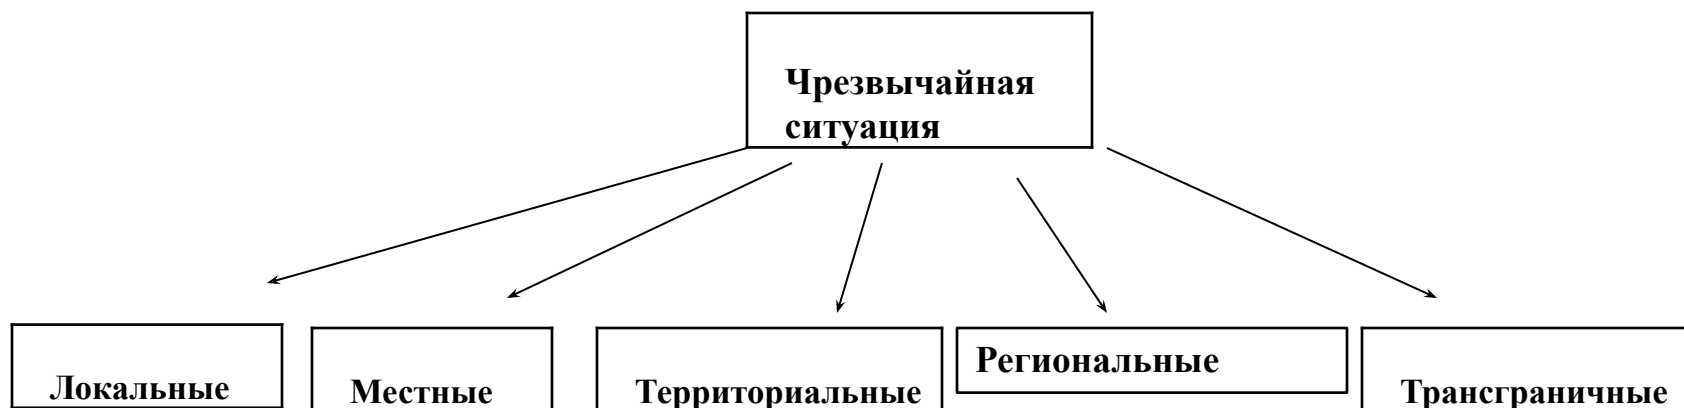 Чрезвычайная
ситуация
Локальные
Местные
Территориальные
Региональные
Трансграничные